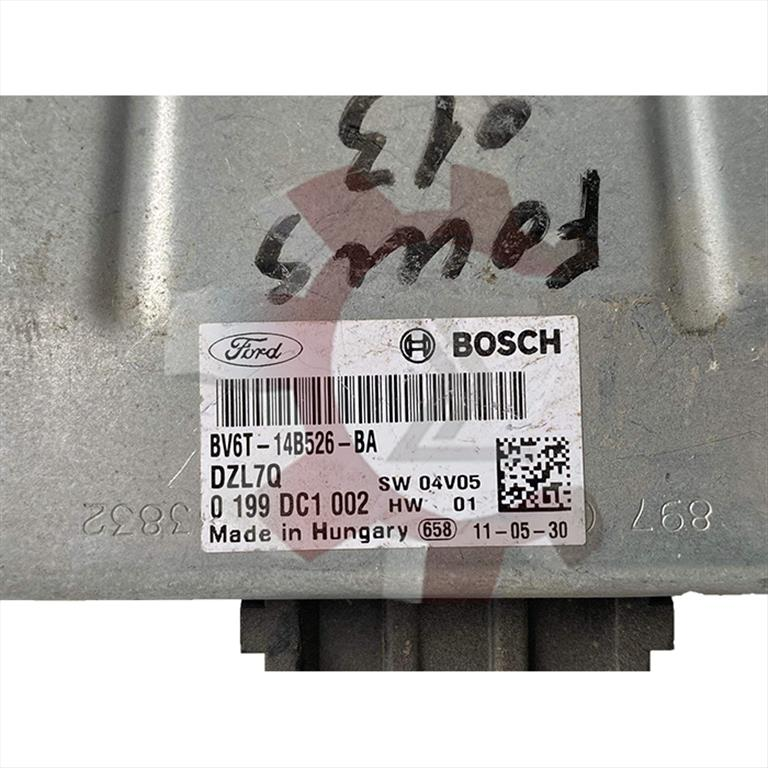 Focus
013
Ford BOSCH
BV6T-14B526-BA
DZL7Q SW 04V05
0 199 DC1 002 HW 01
Made in Hungary 658 11-05-30
3832
897